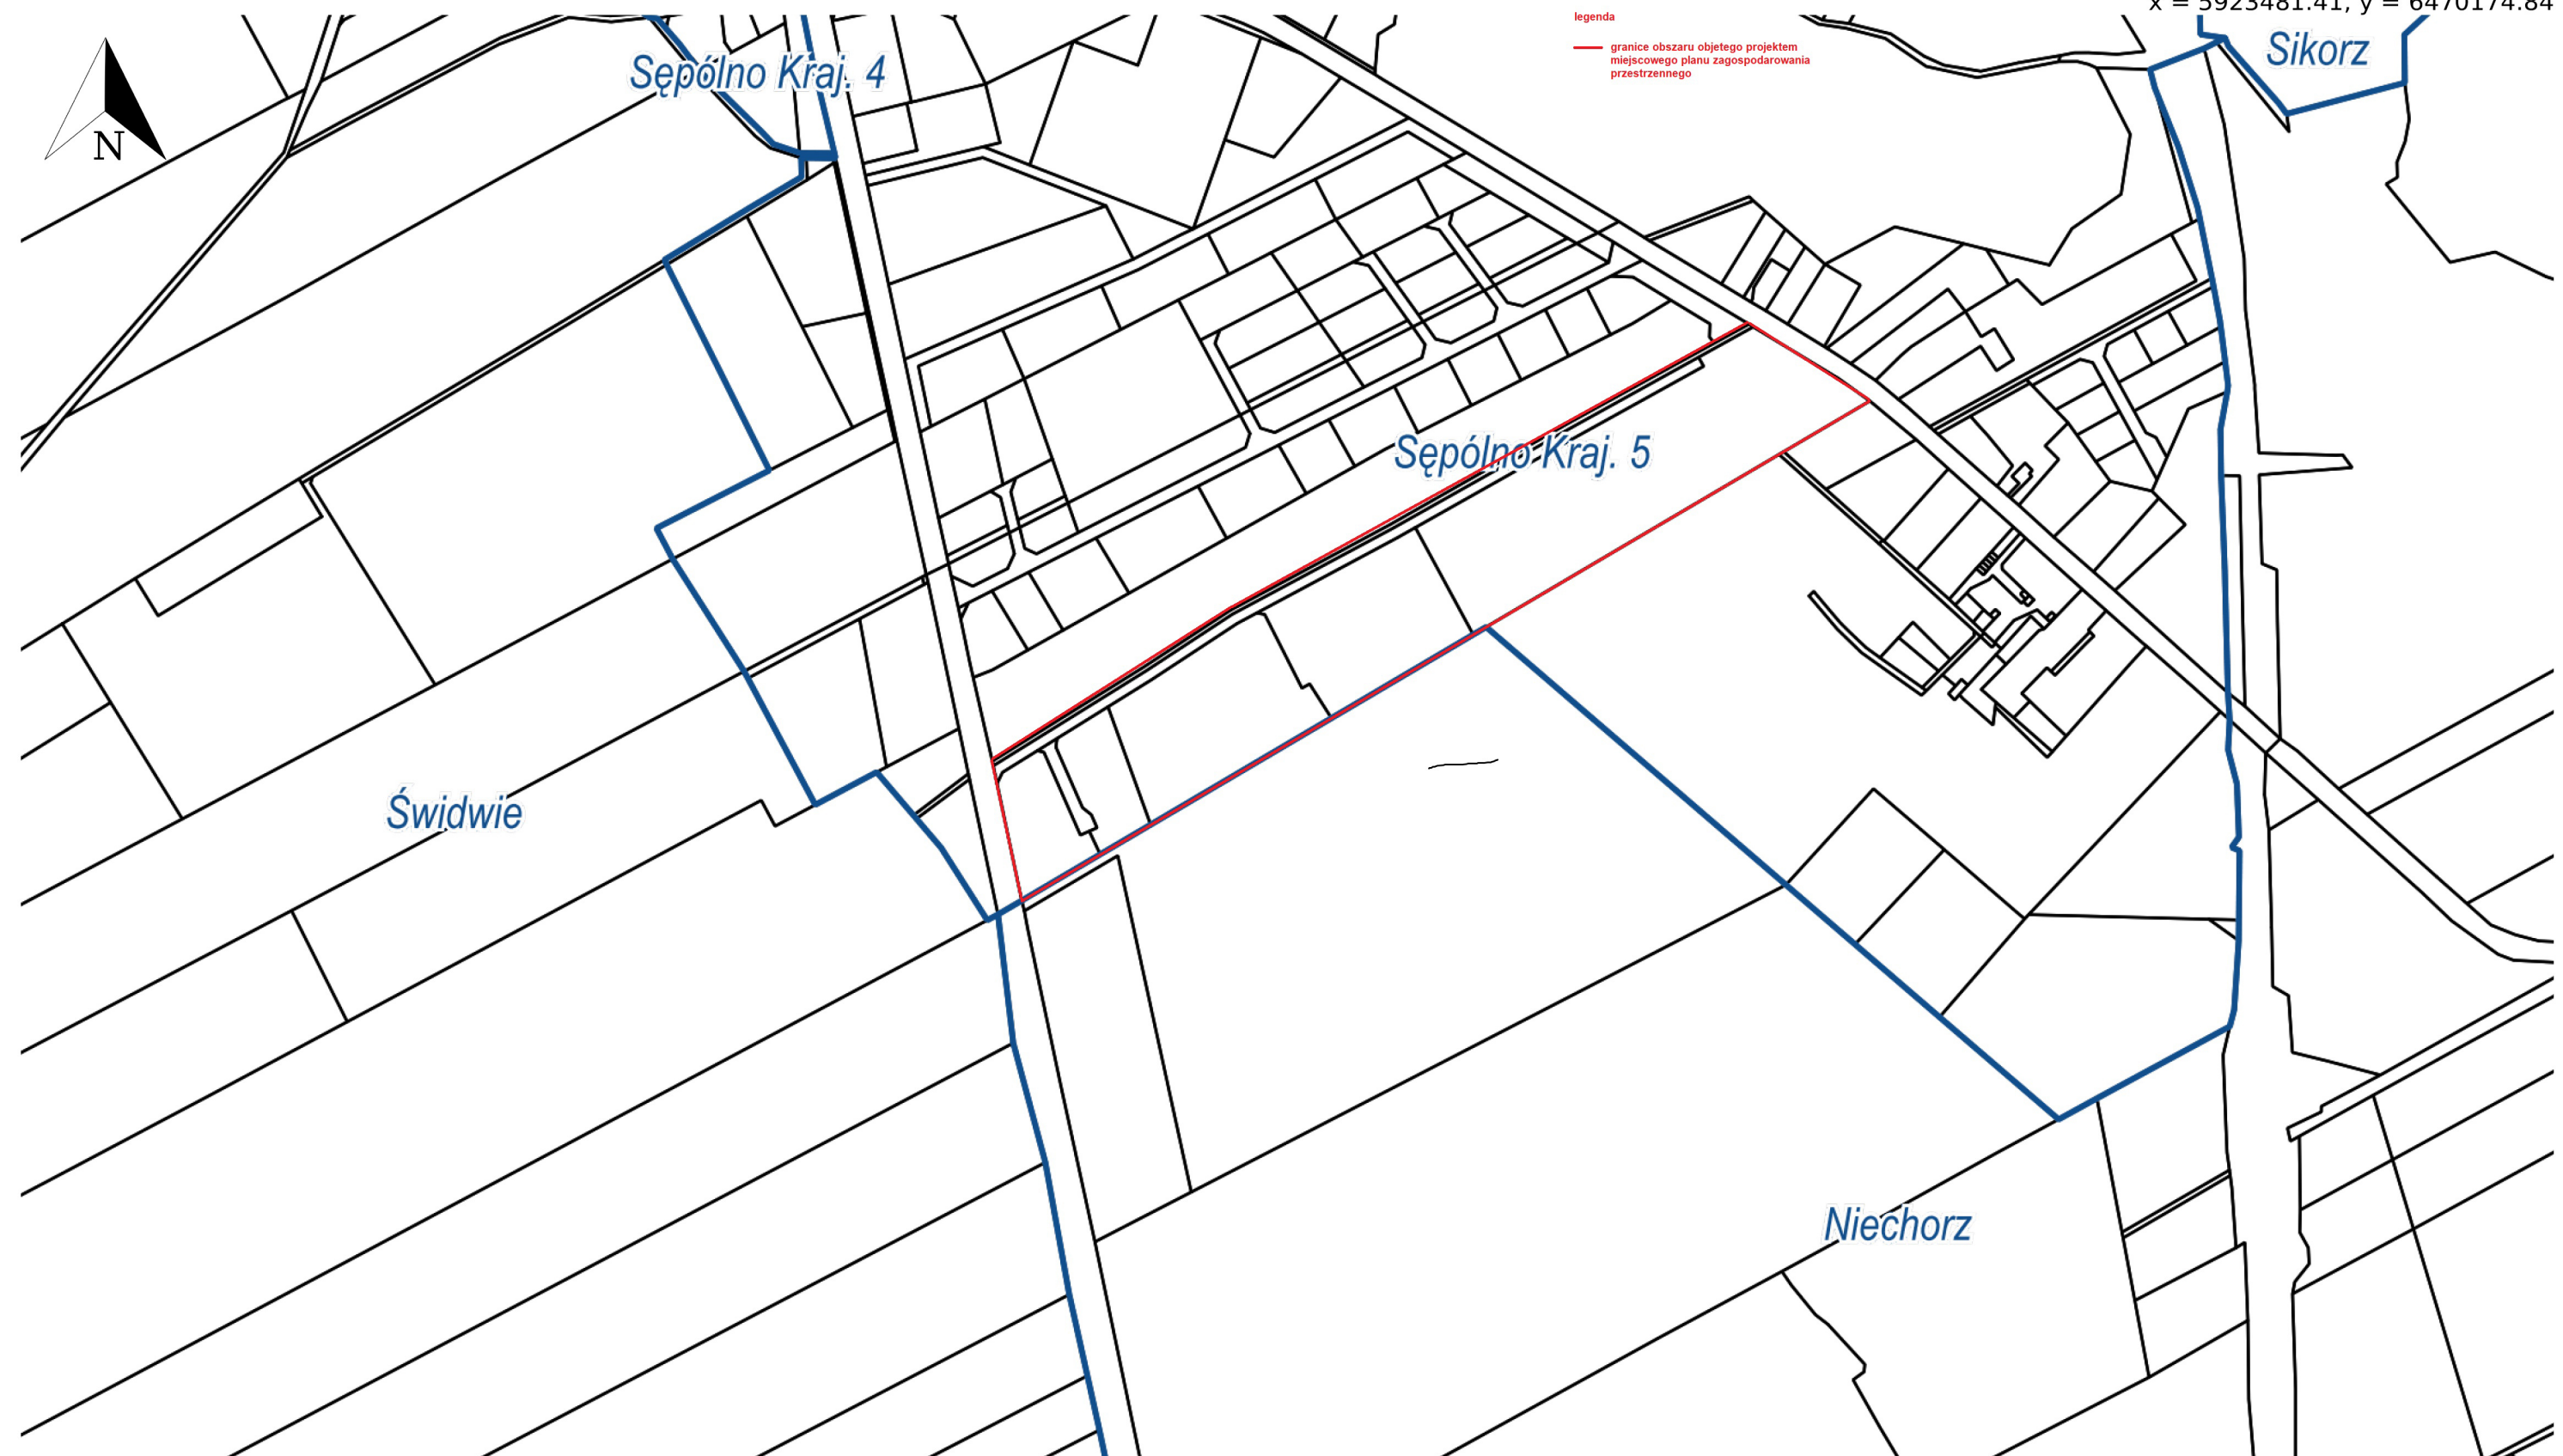 x = 5923481.41, y = 6470174.84
legenda
granice obszaru objetego projektem
miejscowego planu zagospodarowania
przestrzennego
Sikorz
Sępólno Kraj. 4
N
Sępólno Kraj. 5
Świdwie
Niechorz